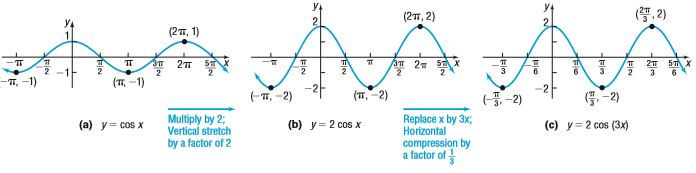 y
1
(2π, 1)
−π
−π/2
π/2
π
3π/2
2π
5π/2
x
−1
(−π, −1)
(π, −1)
(a) y = cos x
Multiply by 2;
Vertical stretch
by a factor of 2
y
2
(2π, 2)
−π
−π/2
π/2
π
3π/2
2π
5π/2
x
−2
(−π, −2)
(π, −2)
(b) y = 2 cos x
Replace x by 3x;
Horizontal
compression by
a factor of 1/3
y
2
(2π/3, 2)
−π/3
−π/6
π/6
π/3
π/2
2π/3
5π/6
x
−2
(−π/3, −2)
(π/3, −2)
(c) y = 2 cos (3x)